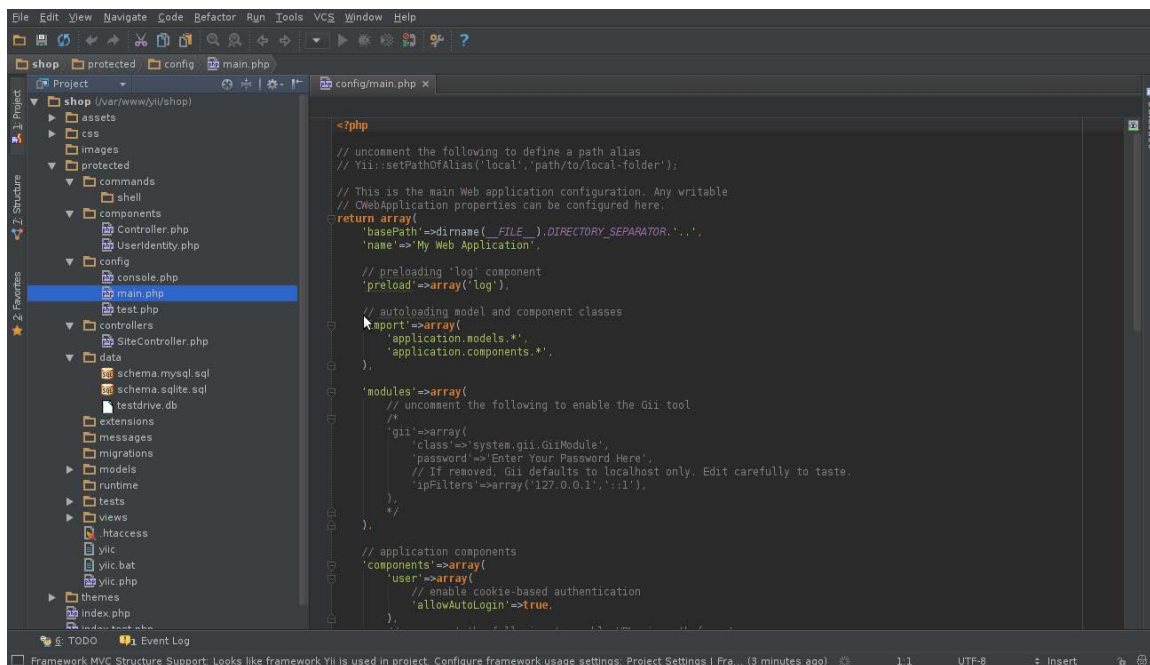 File Edit View Navigate Code Refactor Run Tools VCS Window Help
shop protected config main.php
Project
config/main.php
1: Project
7: Structure
2: Favorites
shop (/var/www/yii/shop)
assets
css
images
protected
commands
shell
components
Controller.php
UserIdentity.php
config
console.php
main.php
test.php
controllers
SiteController.php
data
schema.mysql.sql
schema.sqlite.sql
testdrive.db
extensions
messages
migrations
models
runtime
tests
views
.htaccess
yiic
yiic.bat
yiic.php
themes
index.php
index-test.php
<?php
// uncomment the following to define a path alias
// Yii::setPathOfAlias('local','path/to/local-folder');
// This is the main Web application configuration. Any writable
// CWebApplication properties can be configured here.
return array(
'basePath'=>dirname(__FILE__).DIRECTORY_SEPARATOR.'..',
'name'=>'My Web Application',
// preloading 'log' component
'preload'=>array('log'),
// autoloading model and component classes
import'=>array(
'application.models.*',
'application.components.*',
),
'modules'=>array(
// uncomment the following to enable the Gii tool
/*
'gii'=>array(
'class'=>'system.gii.GiiModule',
'password'=>'Enter Your Password Here',
// If removed, Gii defaults to localhost only. Edit carefully to taste.
'ipFilters'=>array('127.0.0.1','::1'),
),
*/
),
// application components
'components'=>array(
'user'=>array(
// enable cookie-based authentication
'allowAutoLogin'=>true,
),
6: TODO 1 Event Log
Framework MVC Structure Support: Looks like framework Yii is used in project. Configure framework usage settings: Project Settings | Fra... (3 minutes ago) 1:1 UTF-8 Insert